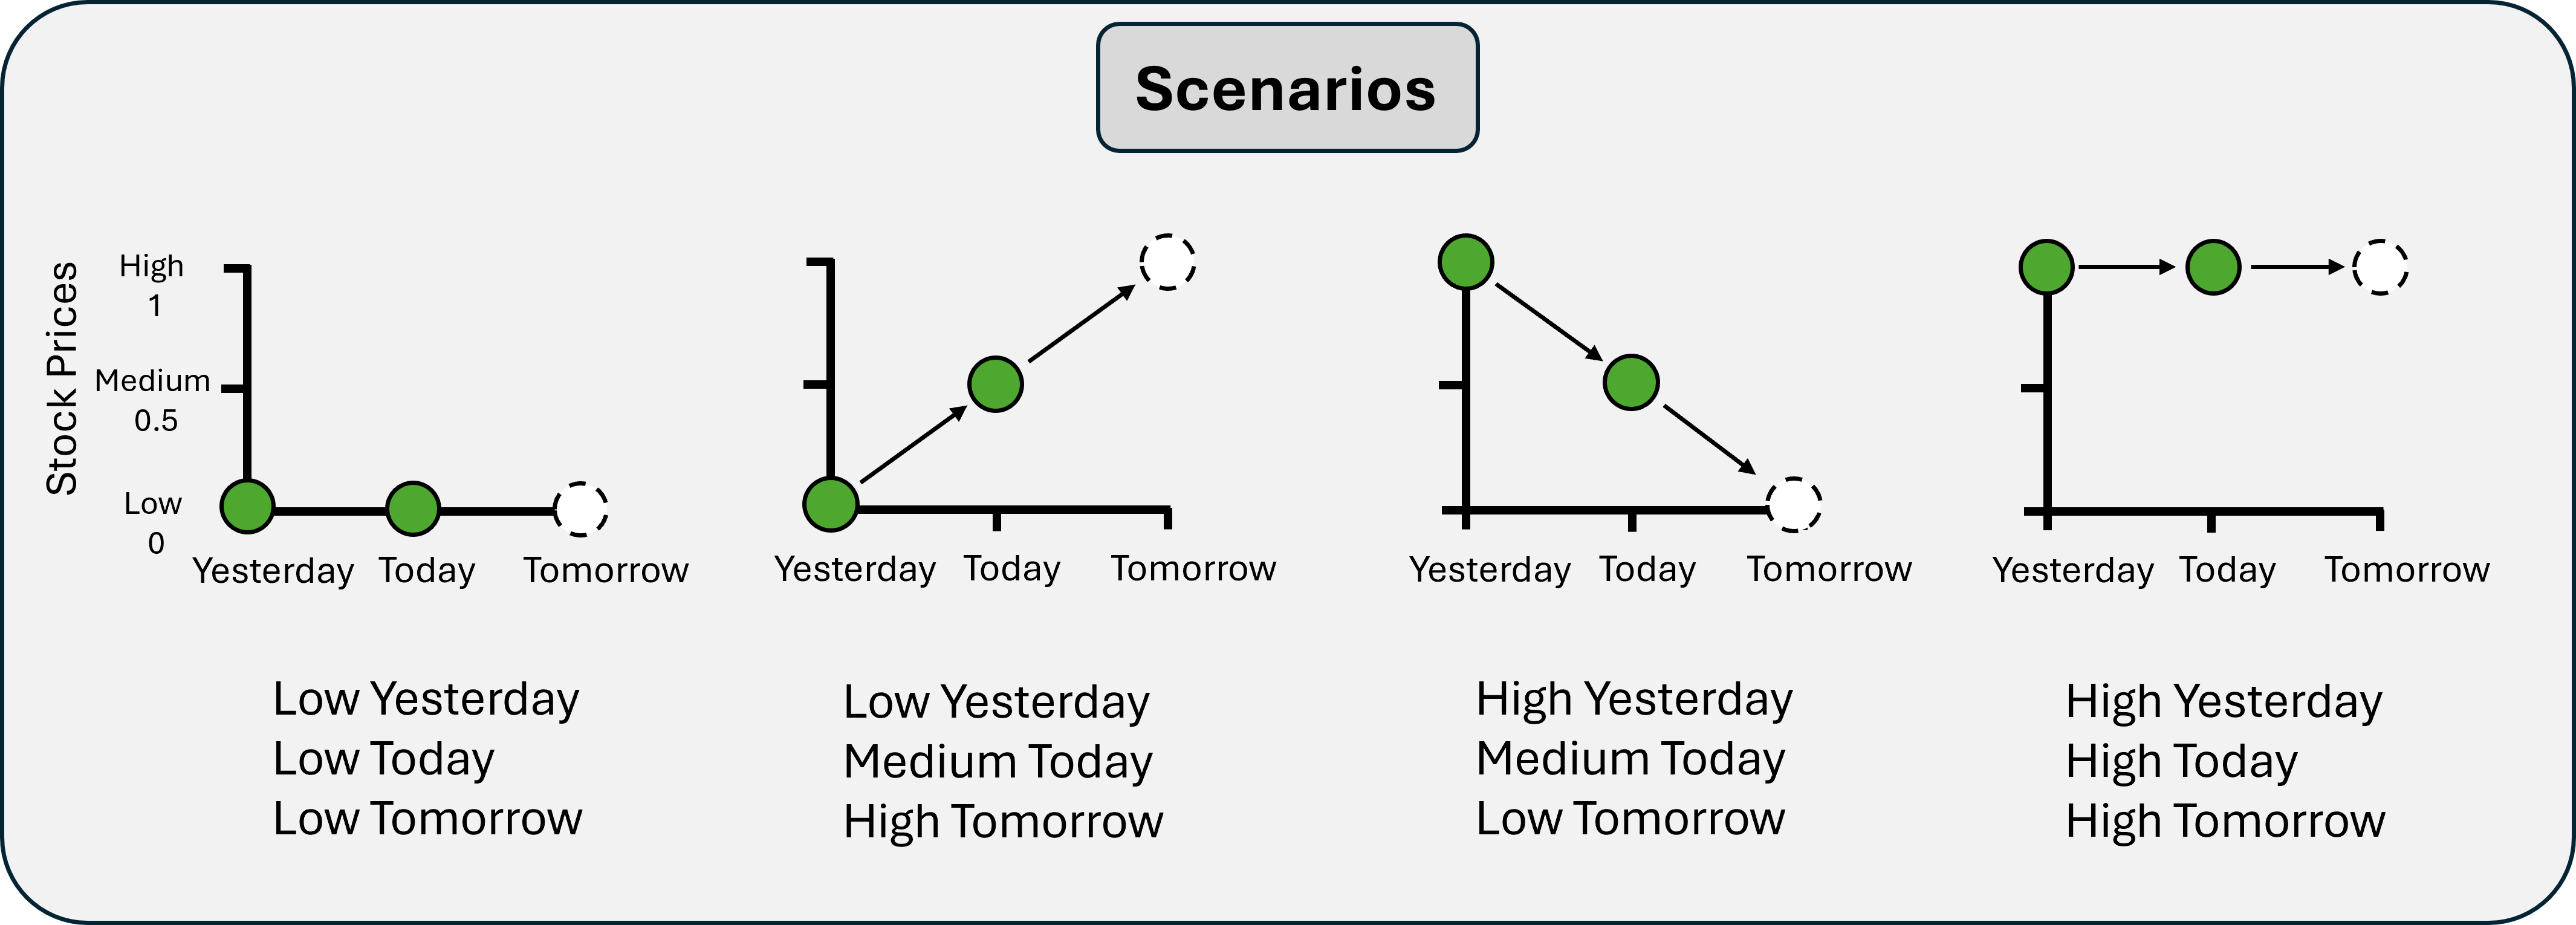 Scenarios
Stock Prices
High
1
Medium
0.5
Low
0
Yesterday Today Tomorrow
Yesterday Today Tomorrow
Yesterday Today Tomorrow
Yesterday Today Tomorrow
Low Yesterday
Low Today
Low Tomorrow
Low Yesterday
Medium Today
High Tomorrow
High Yesterday
Medium Today
Low Tomorrow
High Yesterday
High Today
High Tomorrow